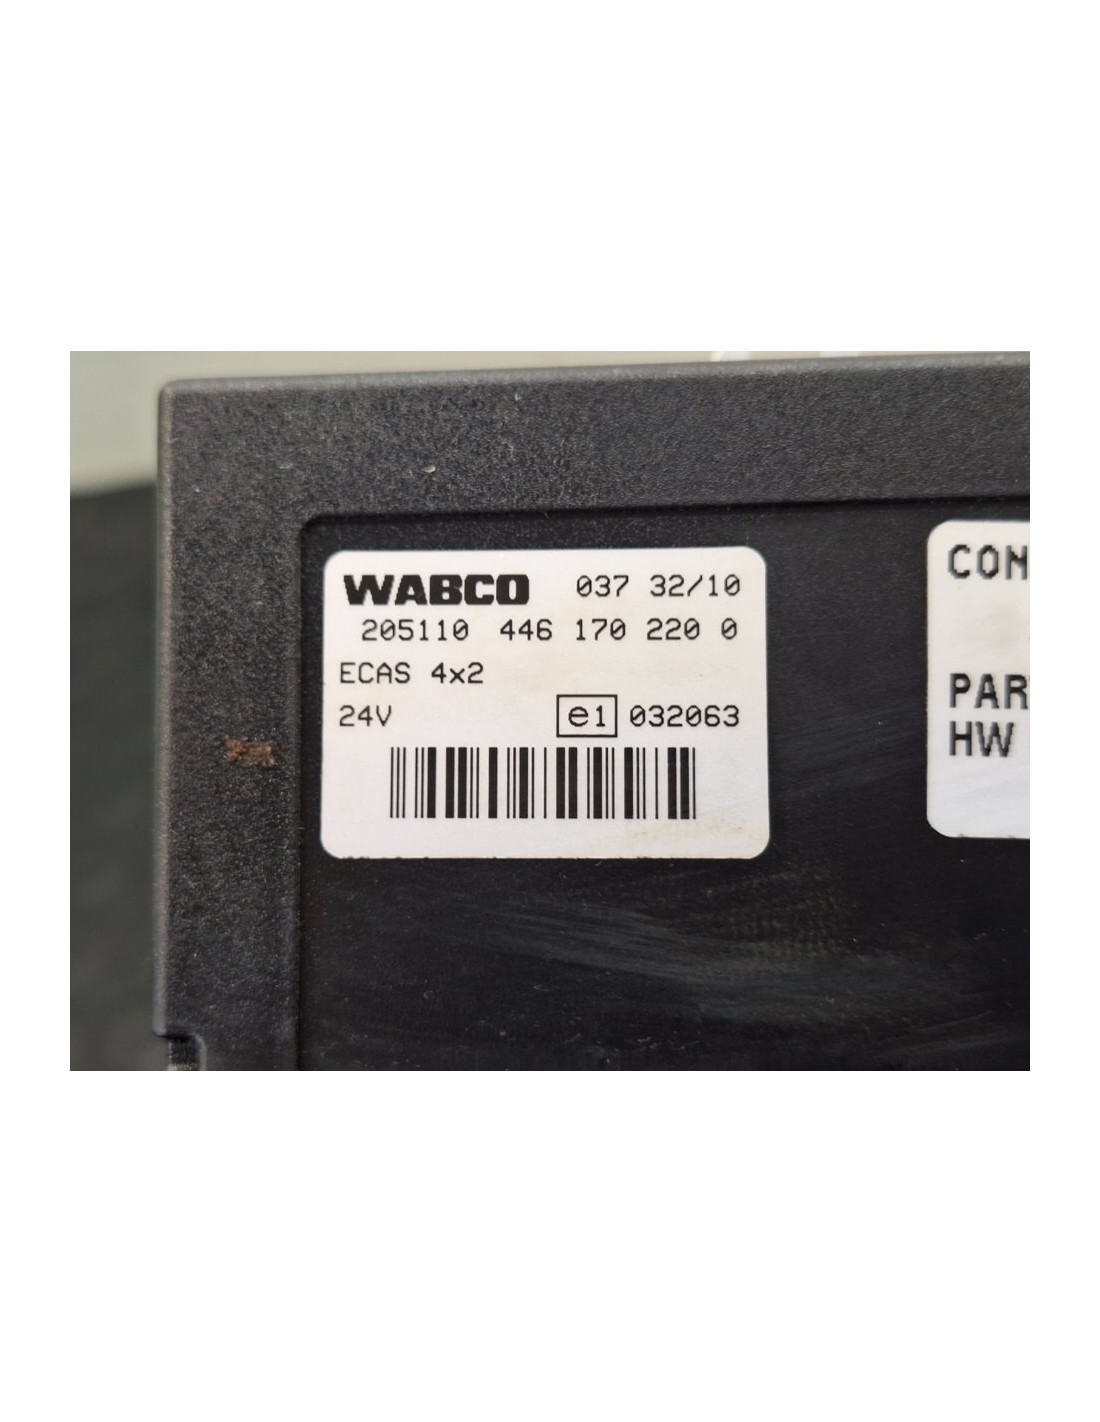 WABCO 037 32/10
205110 446 170 220 0
ECAS 4x2
24V e1 032063
CON
PAR
HW